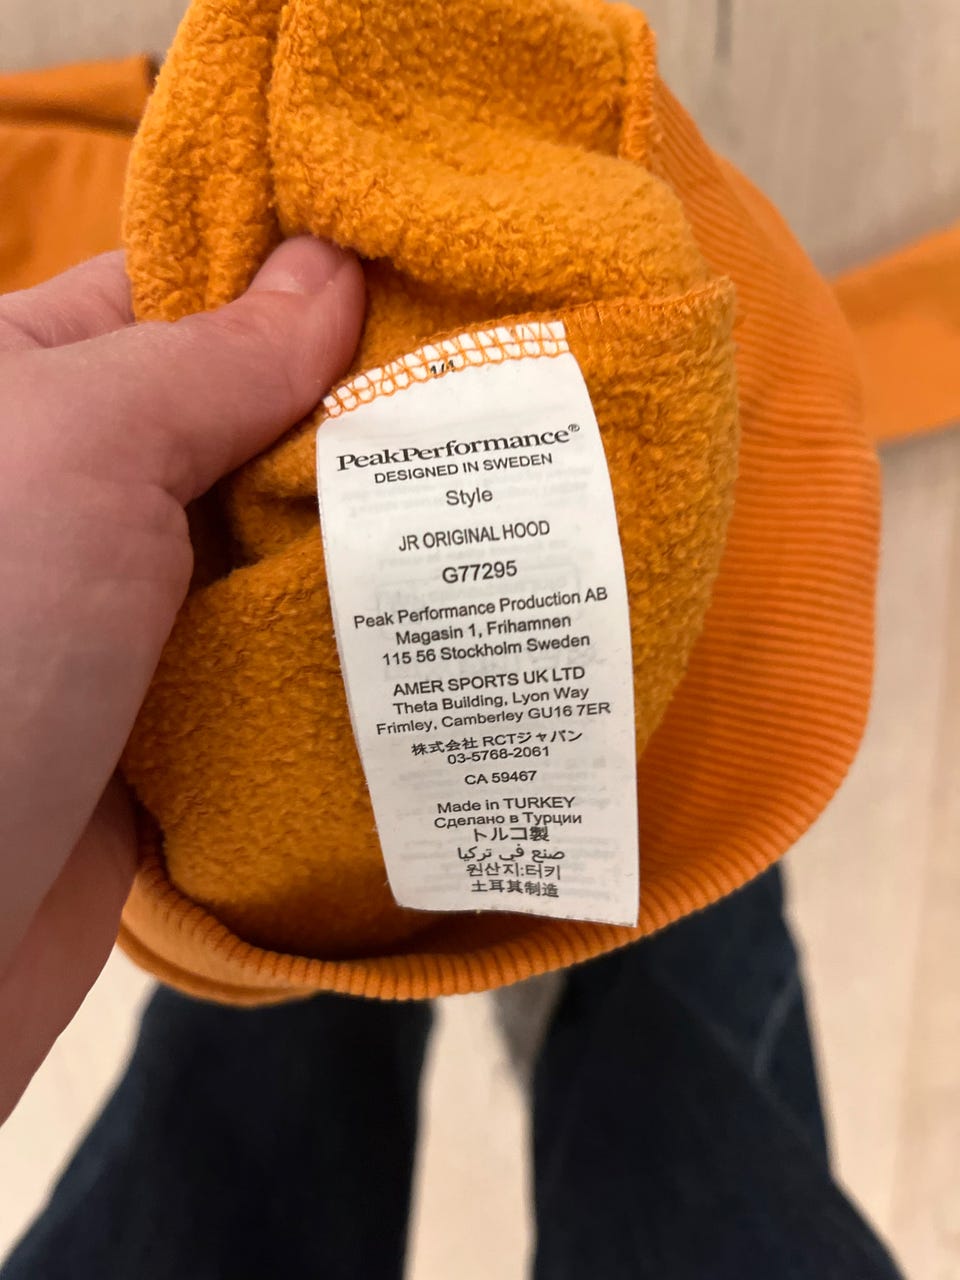 1/1
PeakPerformance®
DESIGNED IN SWEDEN
Style
JR ORIGINAL HOOD
G77295
Peak Performance Production AB
Magasin 1, Frihamnen
115 56 Stockholm Sweden
AMER SPORTS UK LTD
Theta Building, Lyon Way
Frimley, Camberley GU16 7ER
株式会社 RCTジャパン
03-5768-2061
CA 59467
Made in TURKEY
Сделано в Турции
トルコ製
صنع في تركيا
원산지:터키
土耳其制造